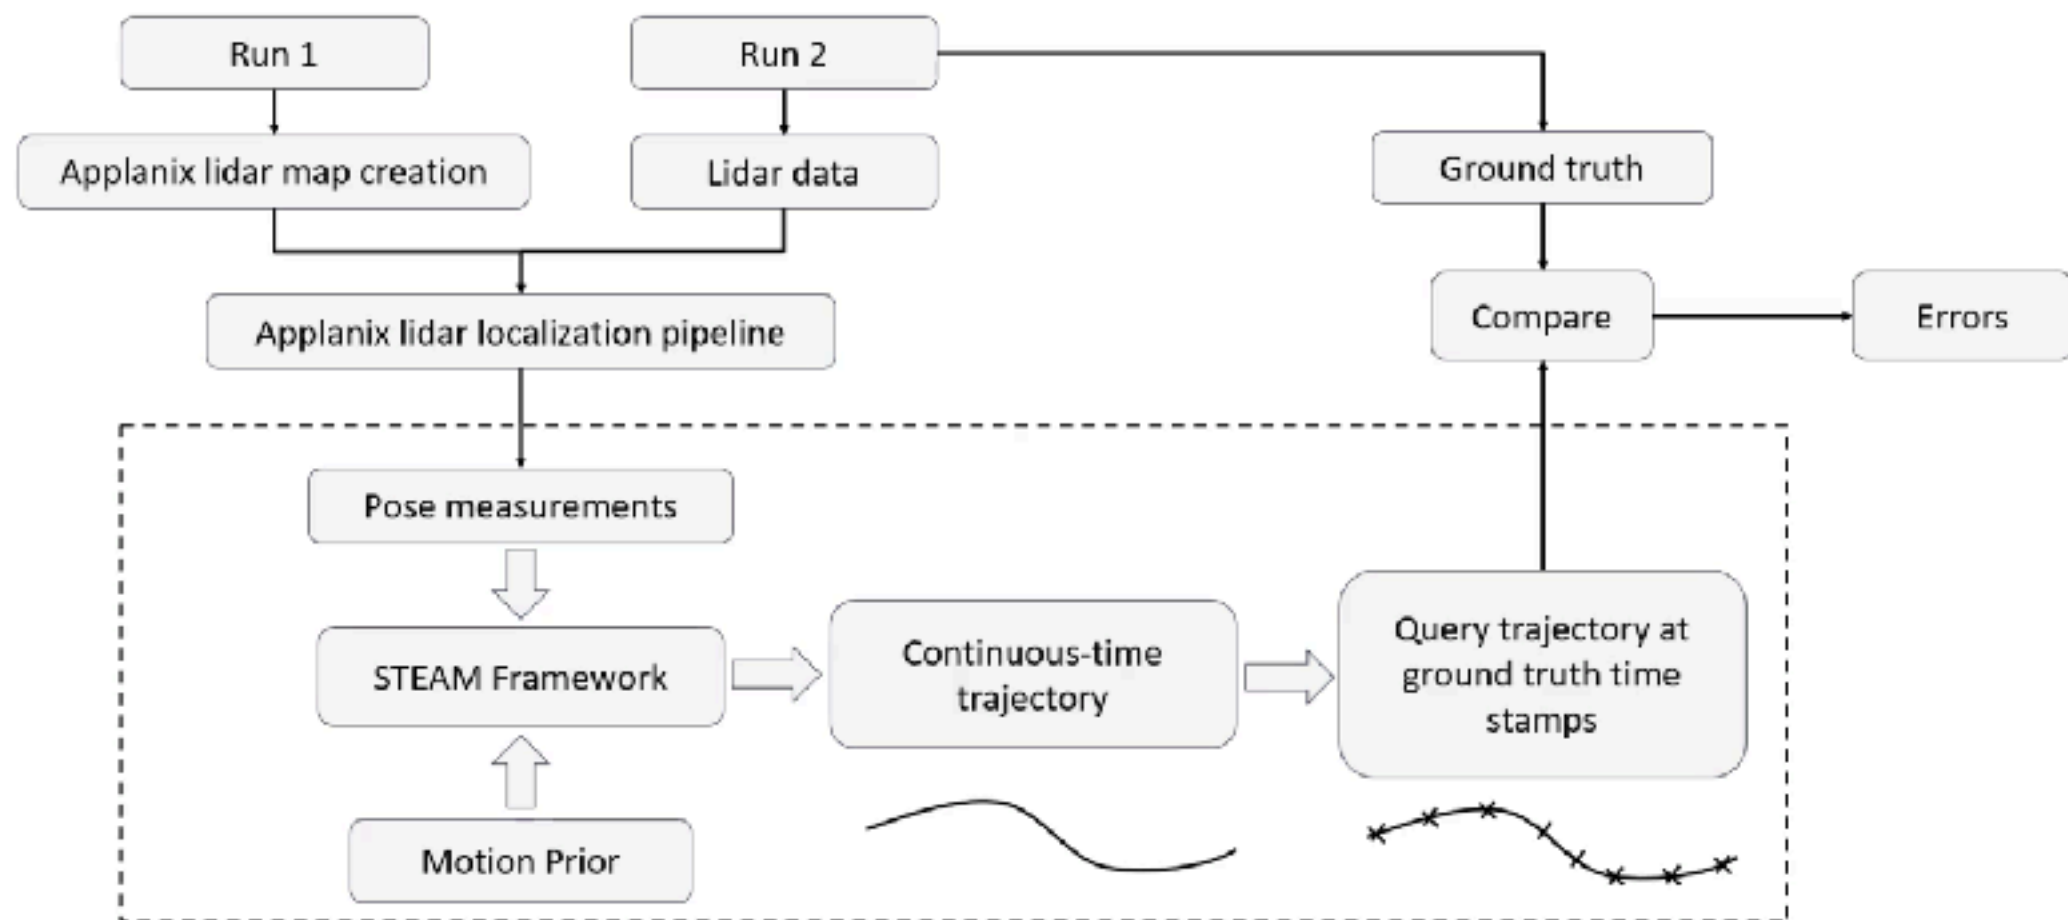 Run 1
Run 2
Applanix lidar map creation
Lidar data
Ground truth
Applanix lidar localization pipeline
Compare
Errors
Pose measurements
STEAM Framework
Continuous-time
trajectory
Query trajectory at
ground truth time
stamps
Motion Prior